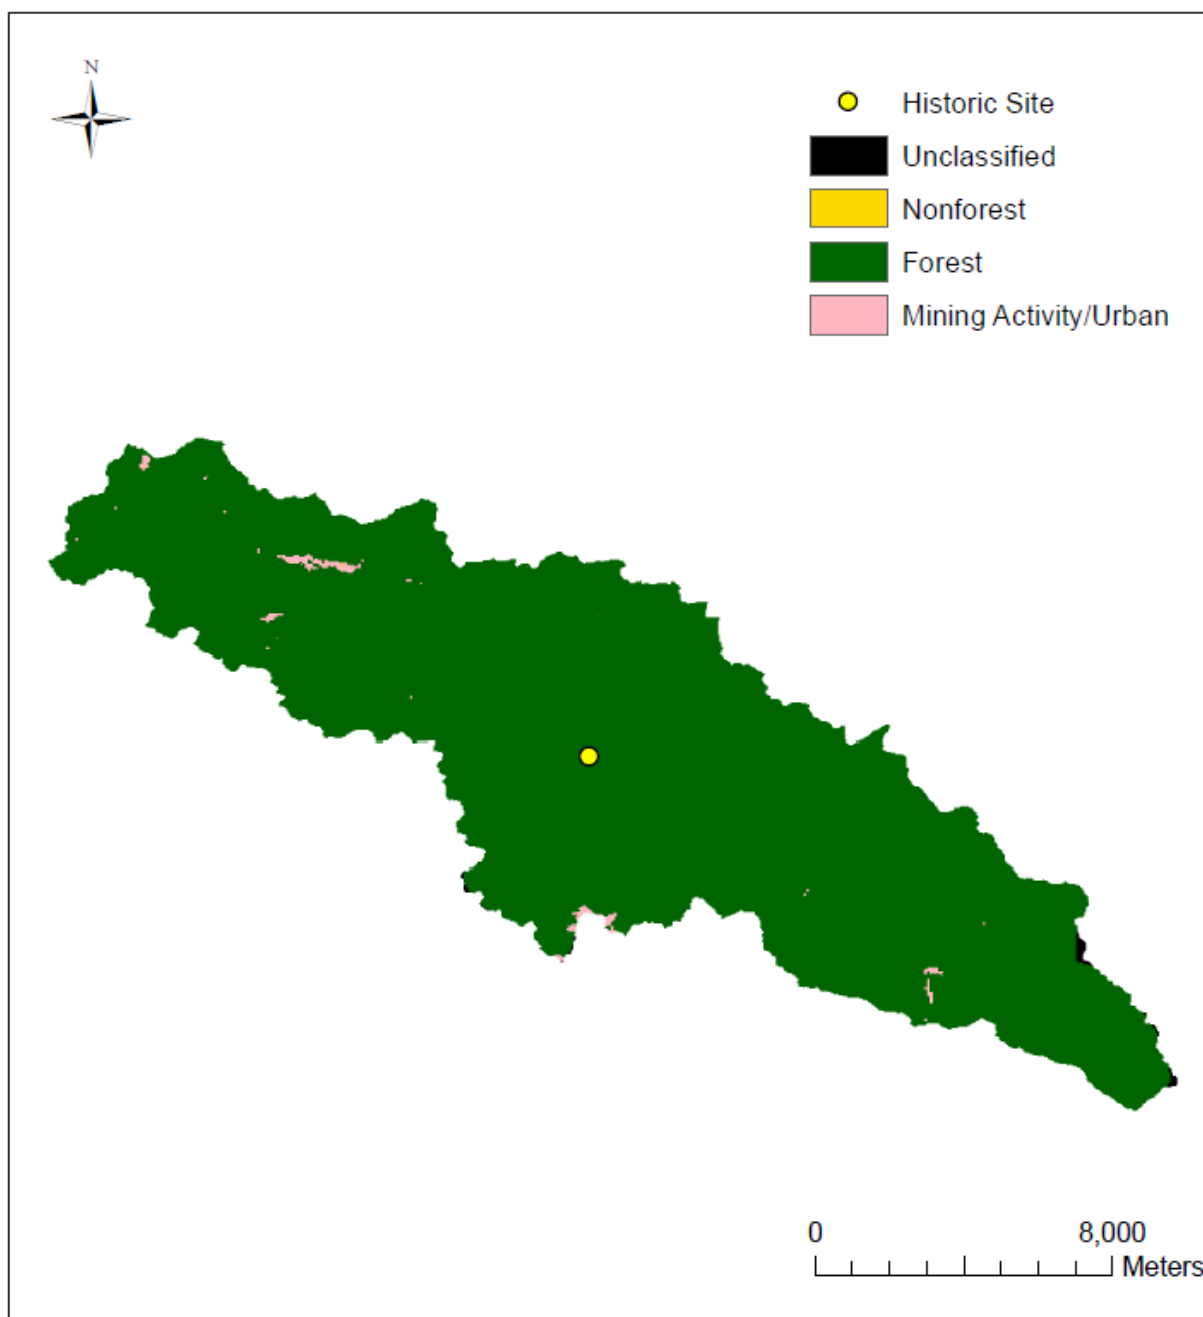 N
Historic Site
Unclassified
Nonforest
Forest
Mining Activity/Urban
0 8,000
Meters